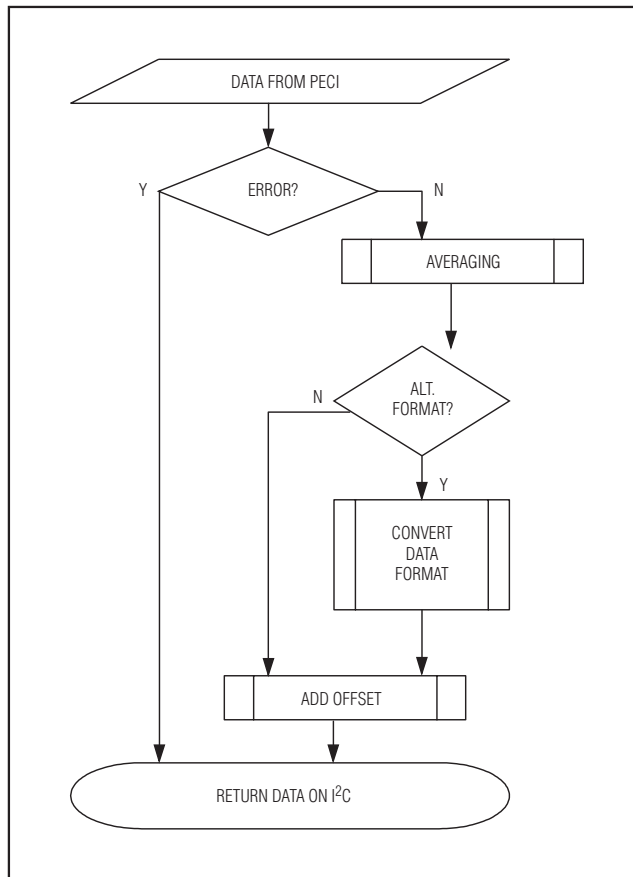 DATA FROM PECI
Y
ERROR?
N
AVERAGING
N
ALT.
FORMAT?
Y
CONVERT
DATA
FORMAT
ADD OFFSET
RETURN DATA ON I²C